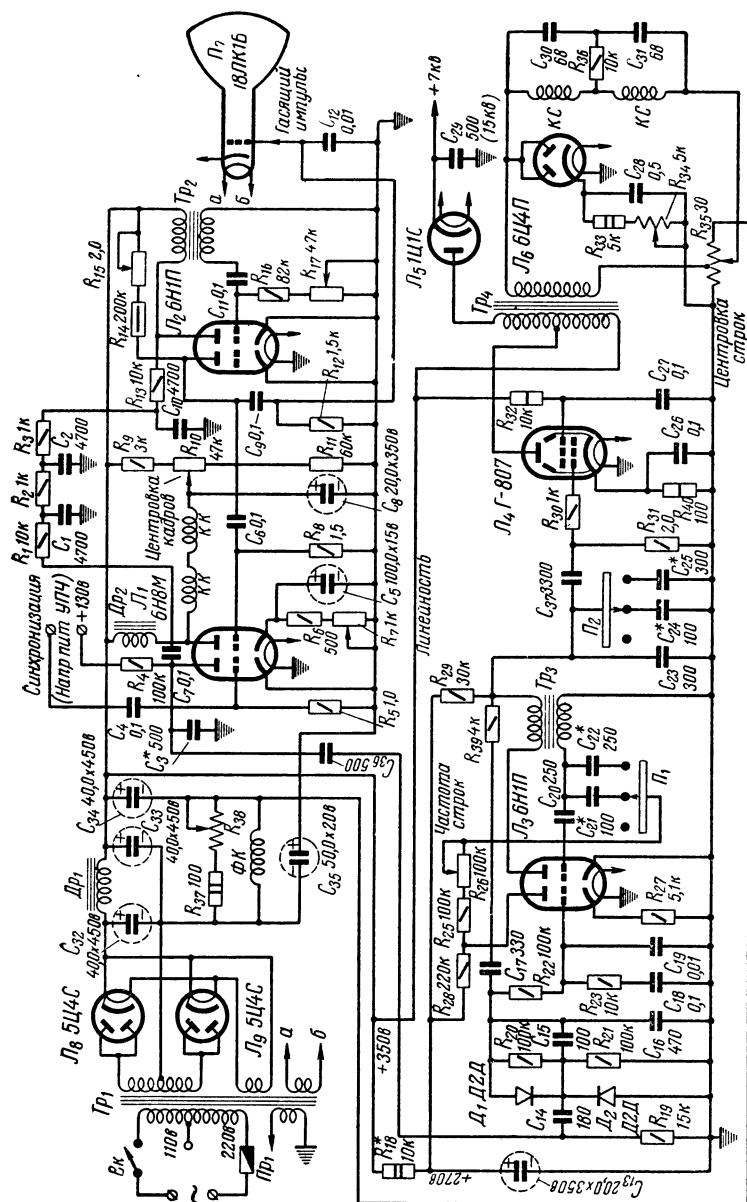 П7
18ЛК1Б
Гасящий
импульс
C12
0,01
а
б
Тр2
R15 2,0
R14 200к
Л2 6Н1П
C11 0,1
R16
82к
R17 47к
R13 10к
C10 4700
R12 1,5к
C9 0,1
R3 1к
C2
4700
R2 1к
R1 10к
C1
4700
R9
3к
R10
47к
R11
60к
Центровка
кадров
КК
КК
C8 20,0х350в
C6 0,1
R8
1,5
C5 100,0х15в
Синхронизация
+130в
(Напр пит УПЧ)
Др2
Л1
6Н8М
R4
100к
C7 0,1
C4
0,1
R6
500
R7 1к
R5 1,0
C3* 500
C36 500
C34 40,0х450в
C33
40,0х450в
Др1
C32
40,0х450в
R38
R37 100
ФК
C35 50,0х20в
Л8 5Ц4С
Л9 5Ц4С
Тр1
а
б
Вк
110в
220в
Пр1
~
+7кв
C29
500
(15кв)
Л5 1Ц1С
Тр4
C30
68
R36
10к
C31
68
КС
КС
Л6 6Ц4П
C28
0,5
R34 5к
R33
5к
R35 30
Центровка
строк
R32
10к
C27
0,1
Л4 Г-807
C26
0,1
R30 1к
R40
100
R31
2,0
C37 3300
C25*
300
П2
C24*
100
C23
300
Линейность
R29
30к
R39 4к
Тр3
C22*
250
C20 250
C21*
100
П1
Л3 6Н1П
Частота
строк
R26 100к
R25 100к
R28 220к
R27
5,1к
C17 330
R22 100к
R23
10к
C19
0,01
C18
0,1
R20
100к
C15
100
R21
100к
C16
470
Д1 Д2Д
C14
180
Д2
Д2Д
R19
15к
+350в
R18*
10к
+270в
C13 20,0х350в